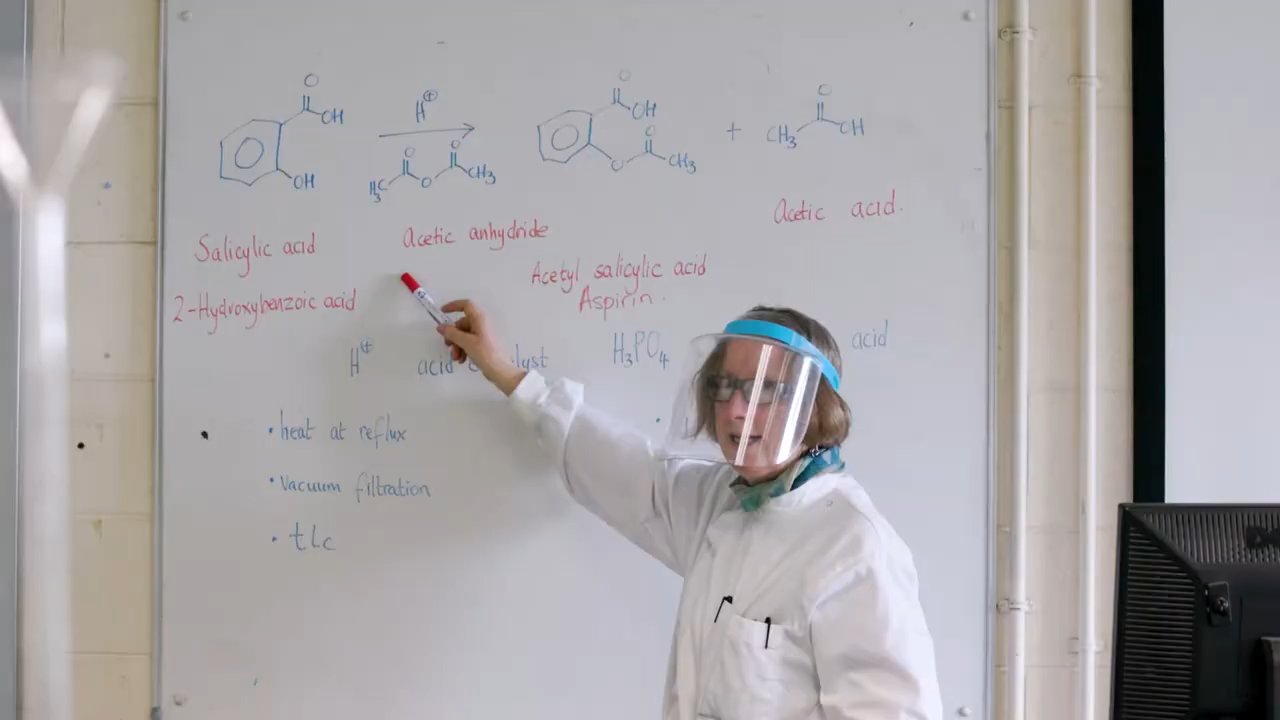 O
O
OH
H⊕
OH
O
+
O
CH₃
OH
OH
H₃C
O
O
O
CH₃
O
O
CH₃
Acetic acid.
Salicylic acid
Acetic anhydride
Acetyl salicylic acid
Aspirin.
2-Hydroxybenzoic acid
H⊕ acid H₃PO₄ acid
• heat at reflux
• Vacuum filtration
• tlc